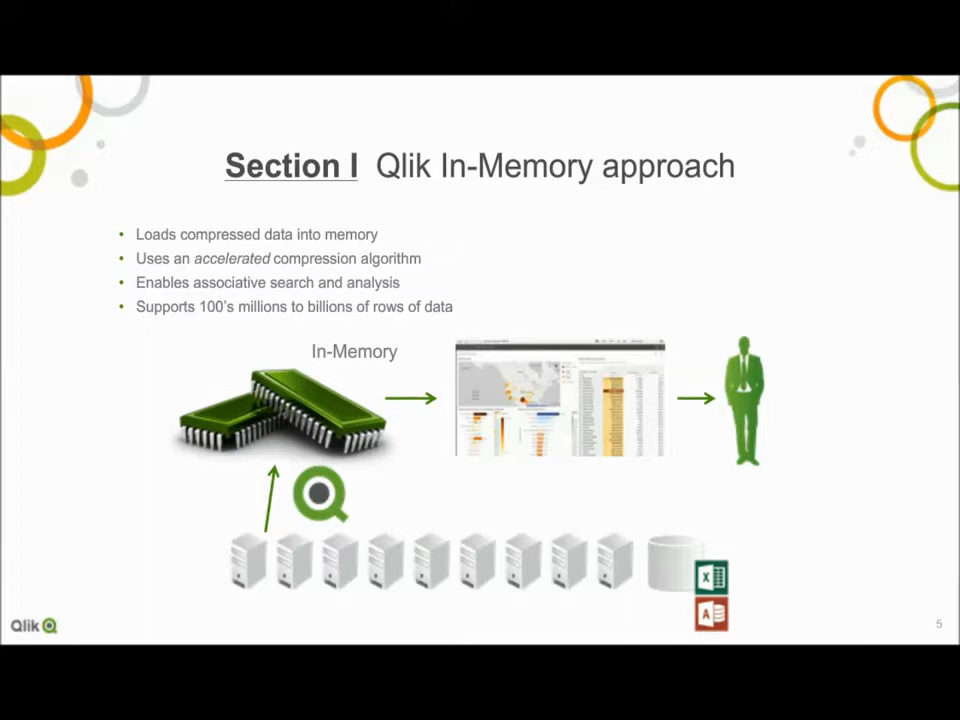 Section I Qlik In-Memory approach
• Loads compressed data into memory
• Uses an accelerated compression algorithm
• Enables associative search and analysis
• Supports 100's millions to billions of rows of data
In-Memory
X
A
Qlik
5